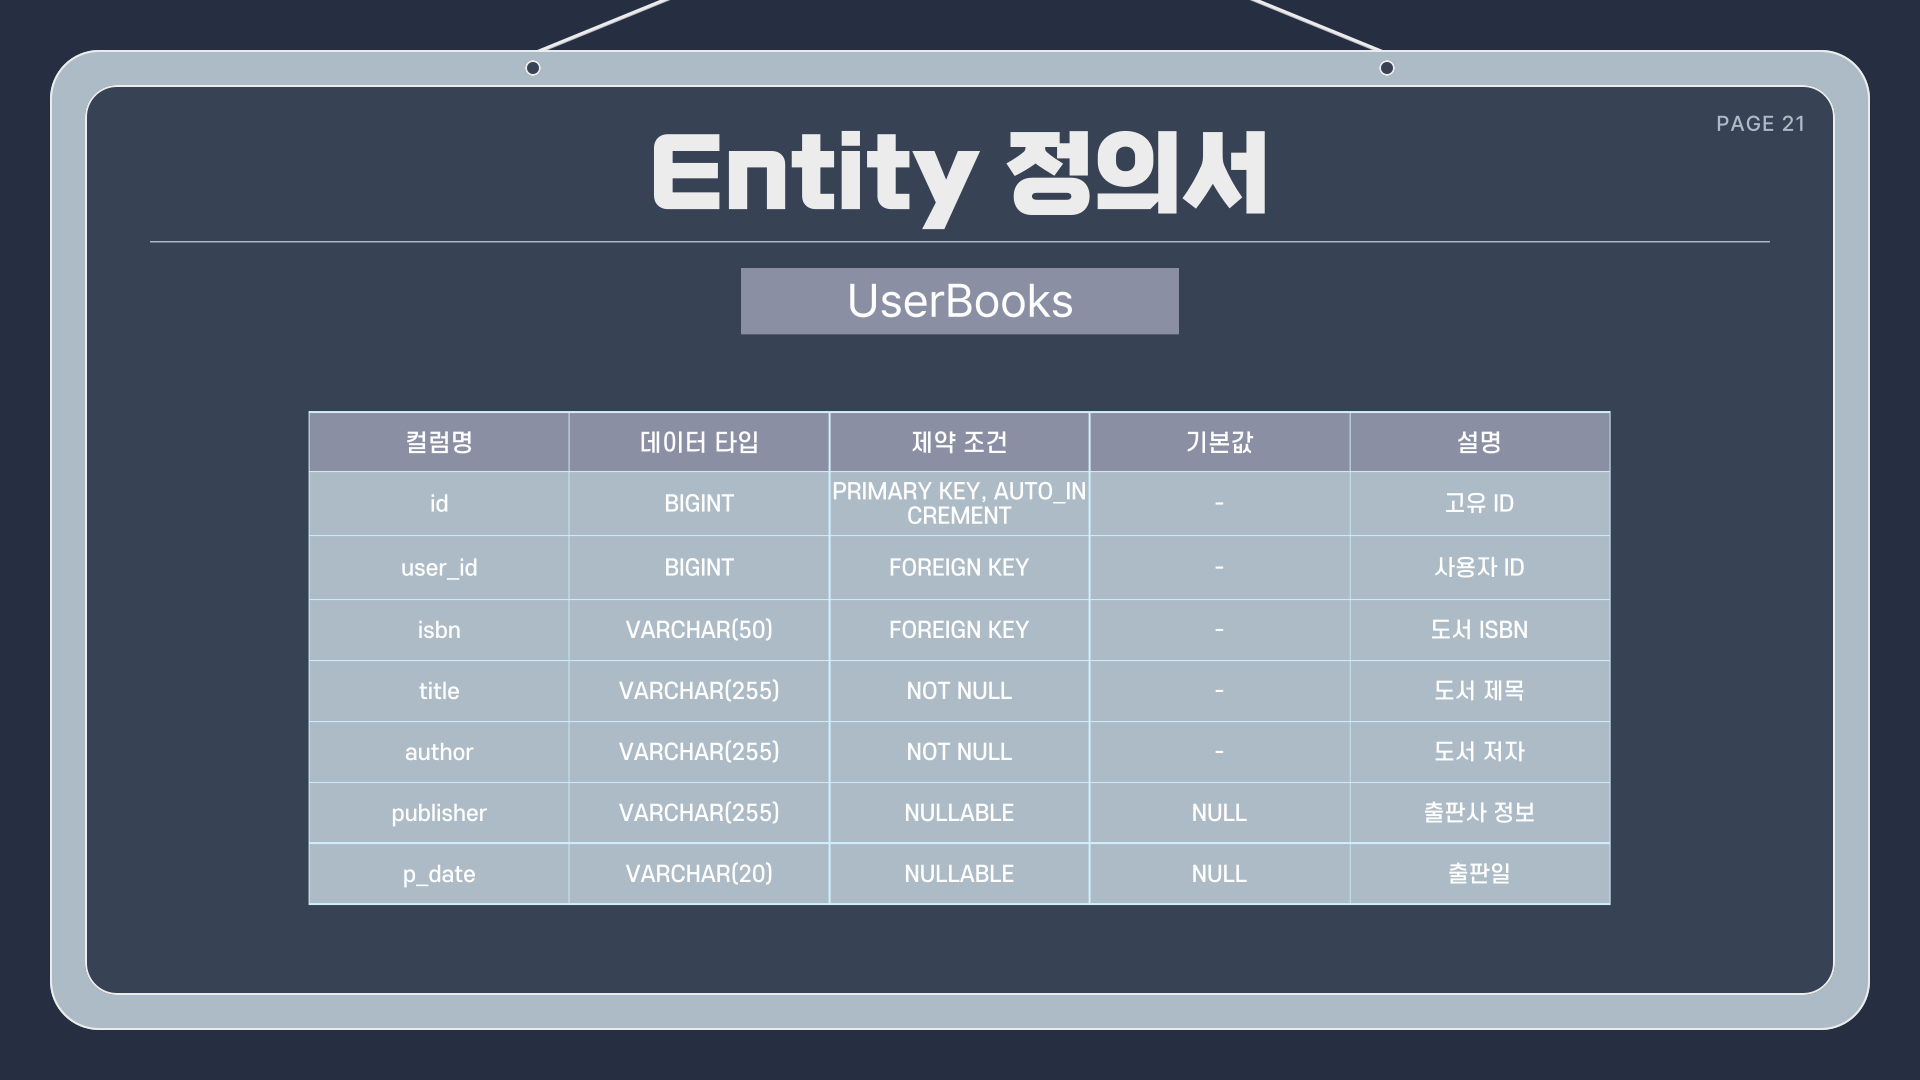 PAGE 21
Entity 정의서
UserBooks
컬럼명 데이터 타입 제약 조건 기본값 설명
id BIGINT PRIMARY KEY, AUTO_IN
CREMENT - 고유 ID
user_id BIGINT FOREIGN KEY - 사용자 ID
isbn VARCHAR(50) FOREIGN KEY - 도서 ISBN
title VARCHAR(255) NOT NULL - 도서 제목
author VARCHAR(255) NOT NULL - 도서 저자
publisher VARCHAR(255) NULLABLE NULL 출판사 정보
p_date VARCHAR(20) NULLABLE NULL 출판일